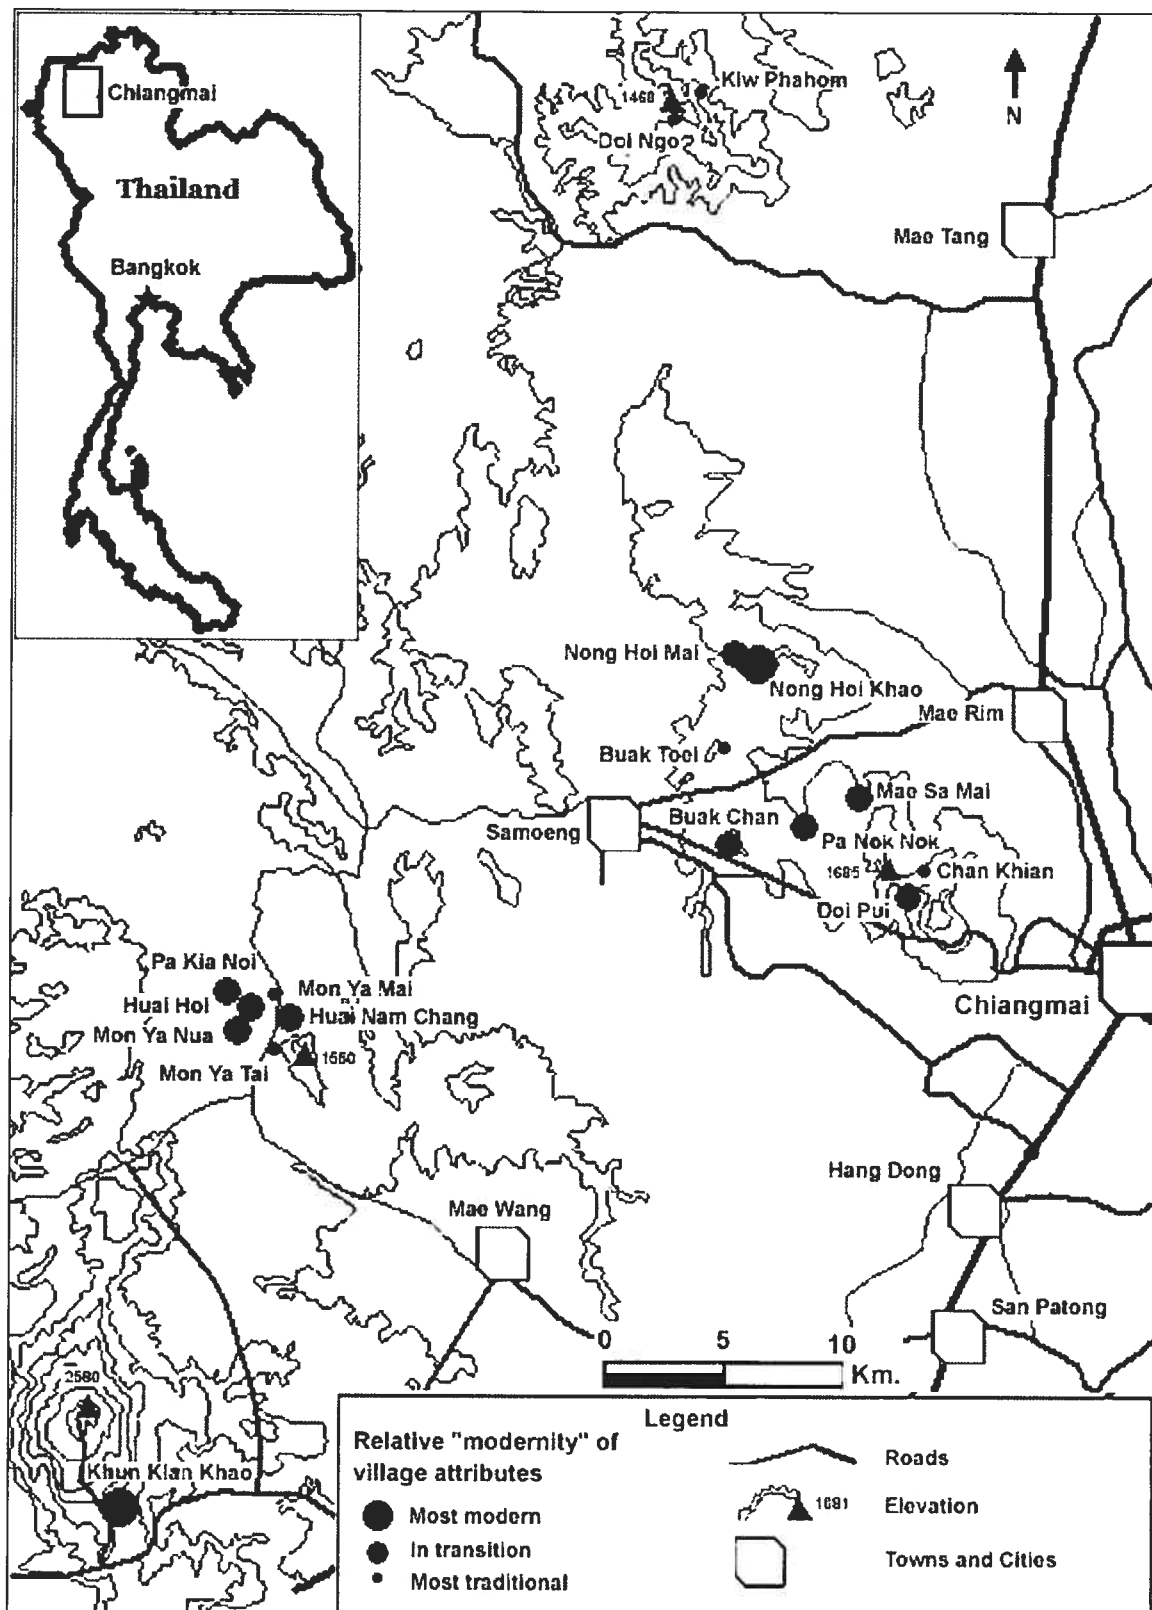 Chiangmai
Thailand
Bangkok
Kiw Phahom
1468
Doi Ngo
N
Mae Tang
Nong Hoi Mai
Nong Hoi Khao
Mae Rim
Buak Toei
Mae Sa Mai
Buak Chan
Samoeng
Pa Nok Nok
1685
Chan Khian
Doi Pui
Pa Kia Noi
Mon Ya Mai
Chiangmai
Huai Hoi
Huai Nam Chang
Mon Ya Nua
1550
Mon Ya Tai
Hang Dong
Mae Wang
San Patong
0 5 10
Km.
2580
Khun Klan Khao
Legend
Relative "modernity" of
village attributes
Most modern
In transition
Most traditional
Roads
1691
Elevation
Towns and Cities